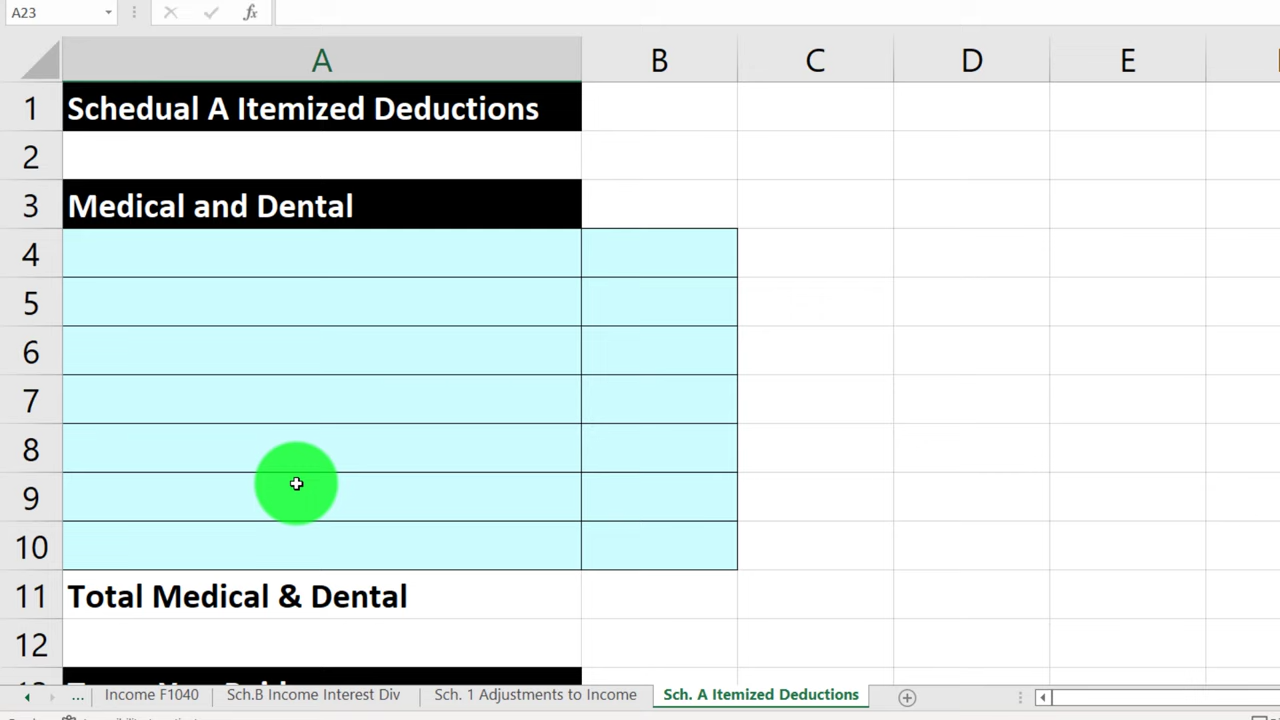 A23
fx
A B C D E
1 Schedual A Itemized Deductions
2
3 Medical and Dental
4
5
6
7
8
9
10
11 Total Medical & Dental
12
... Income F1040 Sch.B Income Interest Div Sch. 1 Adjustments to Income Sch. A Itemized Deductions